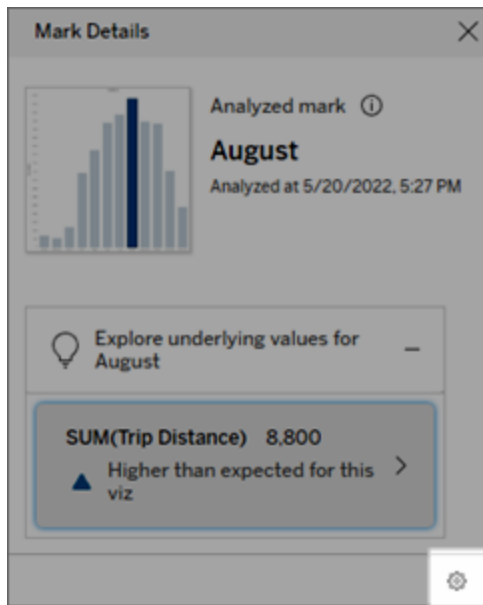 Mark Details
Analyzed mark
August
Analyzed at 5/20/2022, 5:27 PM
Explore underlying values for
August
SUM(Trip Distance) 8,800
Higher than expected for this
viz